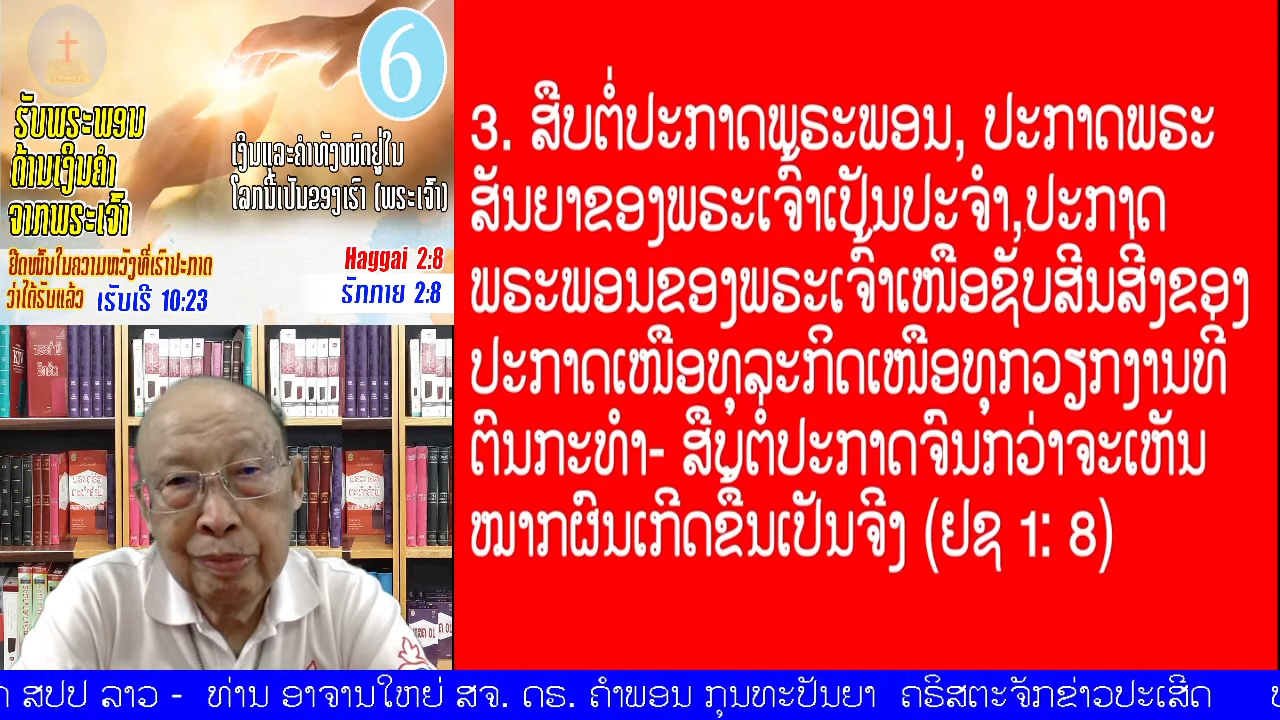 6
ຮັບພຣະພອນ
ດ້ານເງິນຄຳ
ຈາກພຣະເຈົ້າ
ເງິນແລະຄຳທັງໝົດຢູ່ໃນ
ໂລກນີ້ເປັນຂອງເຮົາ (ພຣະເຈົ້າ)
Haggai 2:8
ຮັກກາຍ 2:8
ຢຶດໝັ້ນໃນຄວາມຫວັງທີ່ເຮົາປະກາດ
ວ່າໄດ້ຮັບແລ້ວ ເຮັບເຣີ 10:23
3. ສືບຕໍ່ປະກາດພຣະພອນ, ປະກາດພຣະ
ສັນຍາຂອງພຣະເຈົ້າເປັນປະຈຳ,ປະກາດ
ພຣະພອນຂອງພຣະເຈົ້າເໜືອຊັບສິນສິ່ງຂອງ
ປະກາດເໜືອທຸລະກິດເໜືອທຸກວຽກງານທີ່
ຕົນກະທຳ- ສືບຕໍ່ປະກາດຈົນກວ່າຈະເຫັນ
ໝາກຜົນເກີດຂຶ້ນເປັນຈິງ (ຢຊ 1: 8)
ສປປ ລາວ - ທ່ານ ອາຈານໃຫຍ່ ສຈ. ດຣ. ຄຳພອນ ກຸນທະປັນຍາ ຄຣິສຕະຈັກຂ່າວປະເສີດ